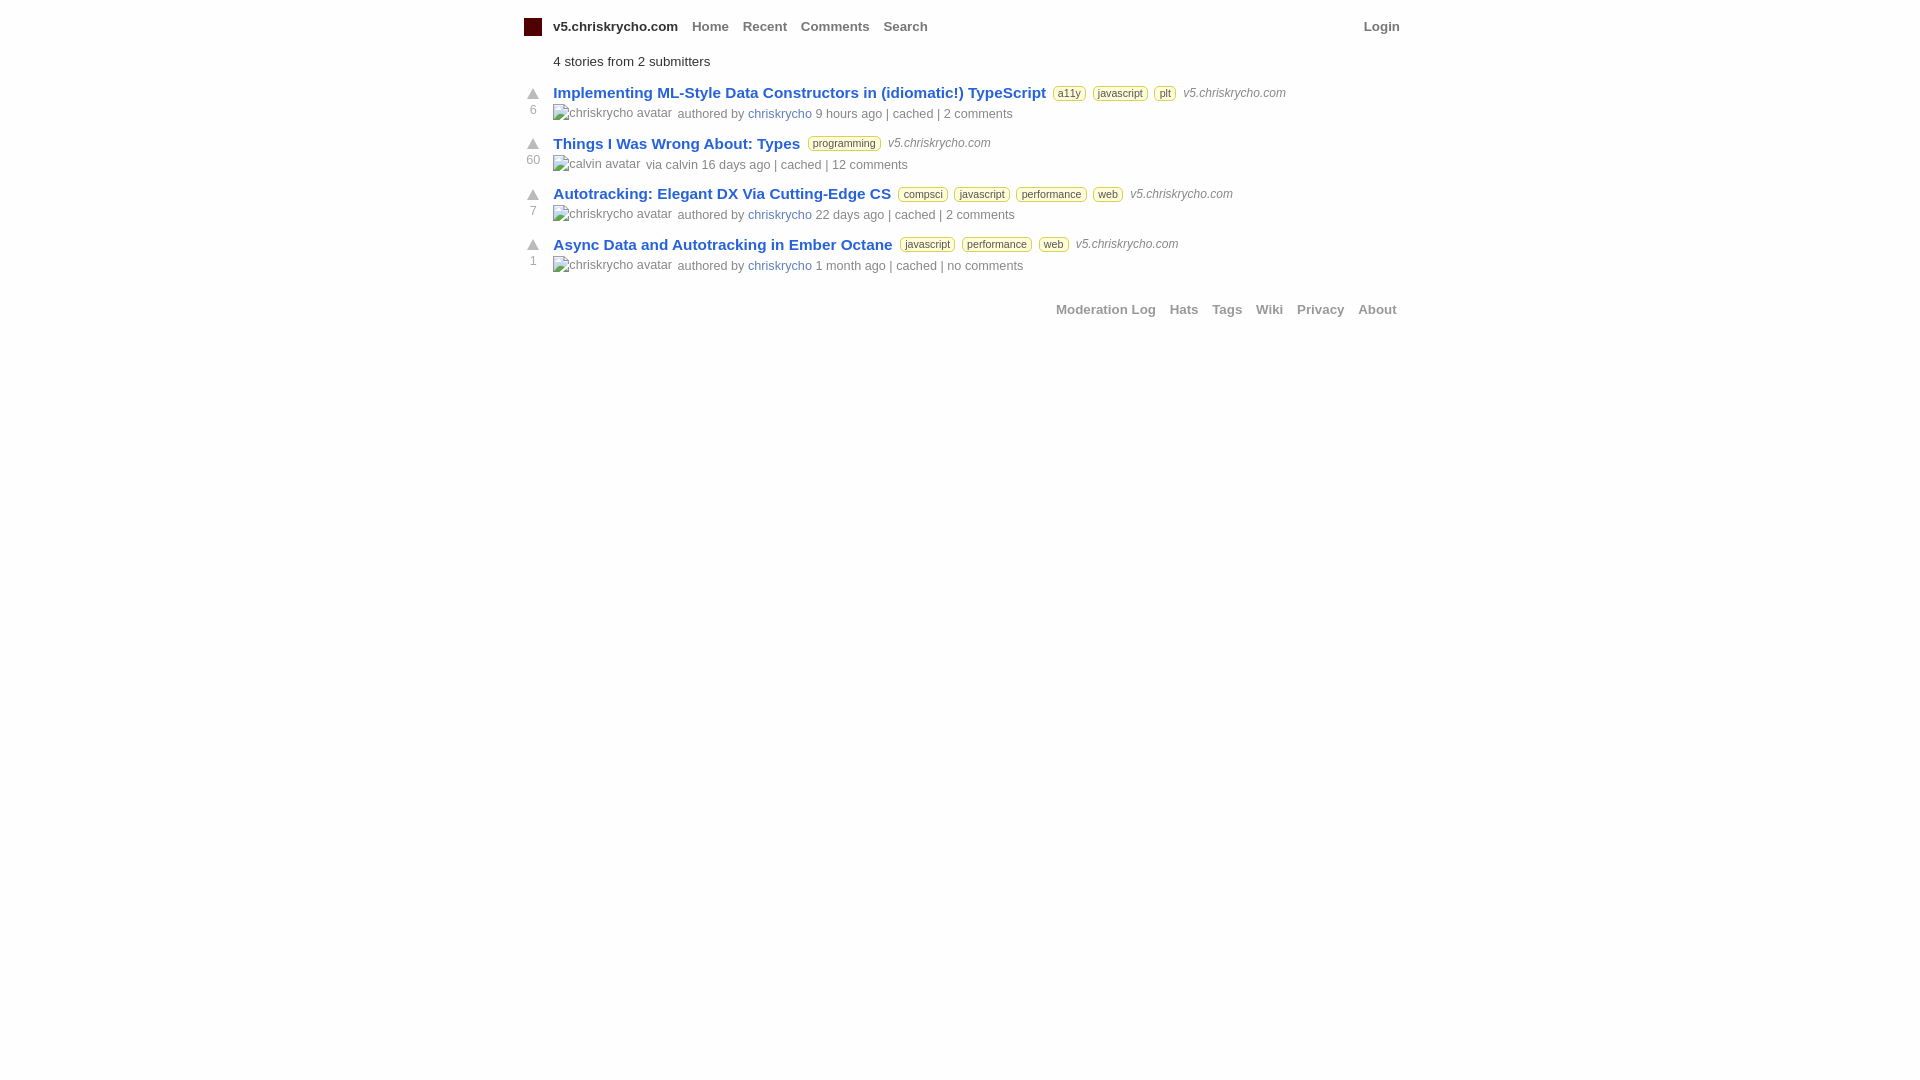 v5.chriskrycho.com Home Recent Comments Search Login
4 stories from 2 submitters
Implementing ML-Style Data Constructors in (idiomatic!) TypeScript a11y javascript plt v5.chriskrycho.com
6
chriskrycho avatar authored by chriskrycho 9 hours ago | cached | 2 comments
Things I Was Wrong About: Types programming v5.chriskrycho.com
60
calvin avatar via calvin 16 days ago | cached | 12 comments
Autotracking: Elegant DX Via Cutting-Edge CS compsci javascript performance web v5.chriskrycho.com
7
chriskrycho avatar authored by chriskrycho 22 days ago | cached | 2 comments
Async Data and Autotracking in Ember Octane javascript performance web v5.chriskrycho.com
1
chriskrycho avatar authored by chriskrycho 1 month ago | cached | no comments
Moderation Log Hats Tags Wiki Privacy About